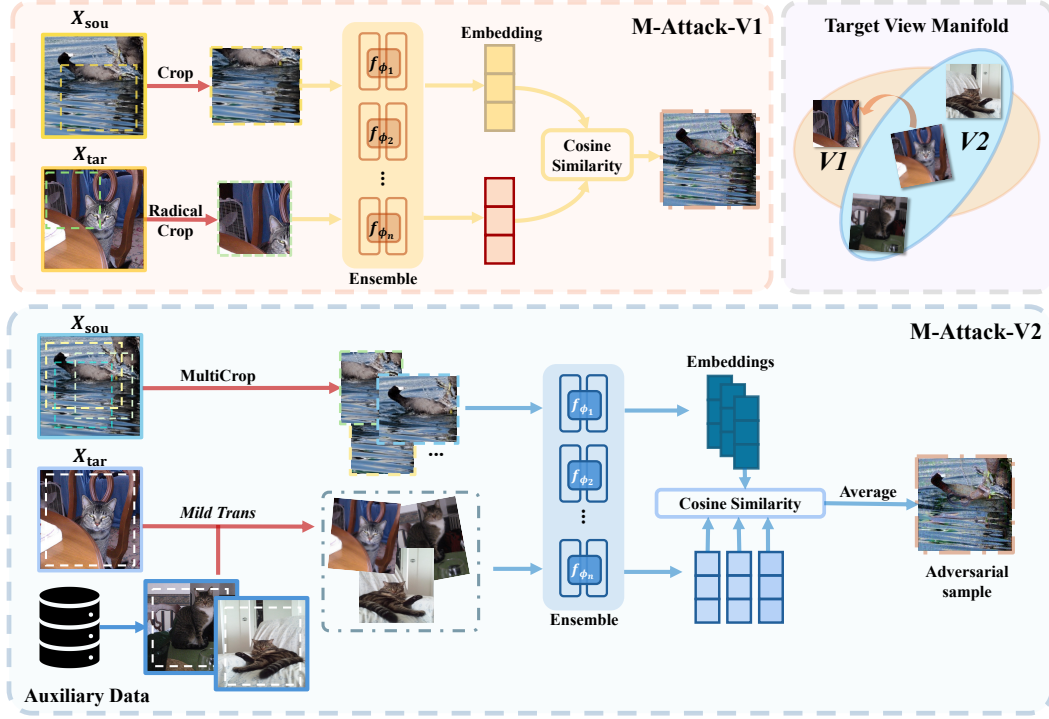 M-Attack-V1
X_sou
Crop
X_tar
Radical
Crop
f_ϕ1
f_ϕ2
...
f_ϕn
Ensemble
Embedding
Cosine
Similarity
Target View Manifold
V1
V2
M-Attack-V2
X_sou
MultiCrop
...
X_tar
Mild Trans
Auxiliary Data
f_ϕ1
f_ϕ2
...
f_ϕn
Ensemble
Embeddings
Cosine Similarity
Average
Adversarial
sample